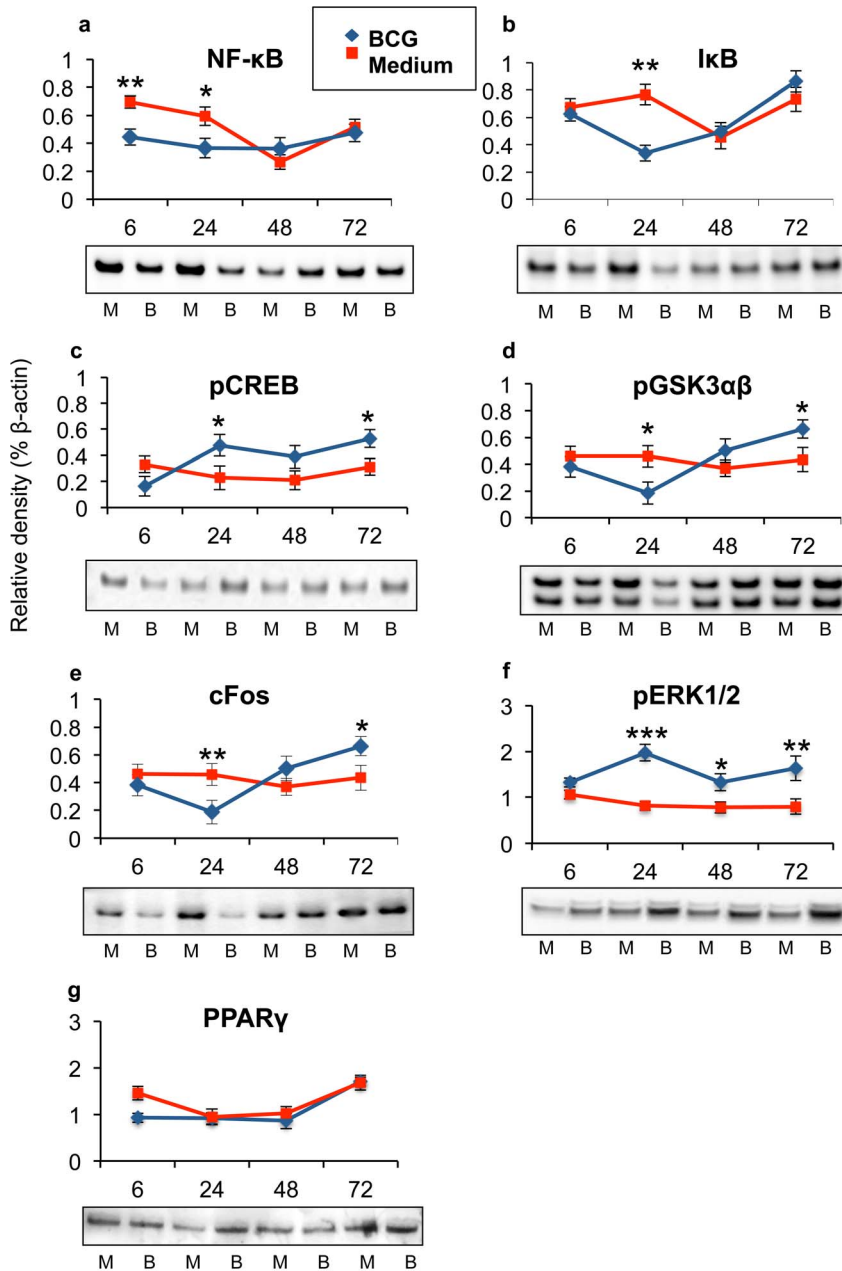 a
NF-κB
BCG
Medium
b
IκB
** *
**
1
0.8
0.6
0.4
0.2
0
6 24 48 72
M B M B M B M B
1
0.8
0.6
0.4
0.2
0
6 24 48 72
M B M B M B M B
Relative density (% β-actin)
c
pCREB
* *
1
0.8
0.6
0.4
0.2
0
6 24 48 72
M B M B M B M B
d
pGSK3αβ
* *
1
0.8
0.6
0.4
0.2
0
6 24 48 72
M B M B M B M B
e
cFos
** *
1
0.8
0.6
0.4
0.2
0
6 24 48 72
M B M B M B M B
f
pERK1/2
*** * **
3
2
1
0
6 24 48 72
M B M B M B M B
g
PPARγ
3
2
1
0
6 24 48 72
M B M B M B M B